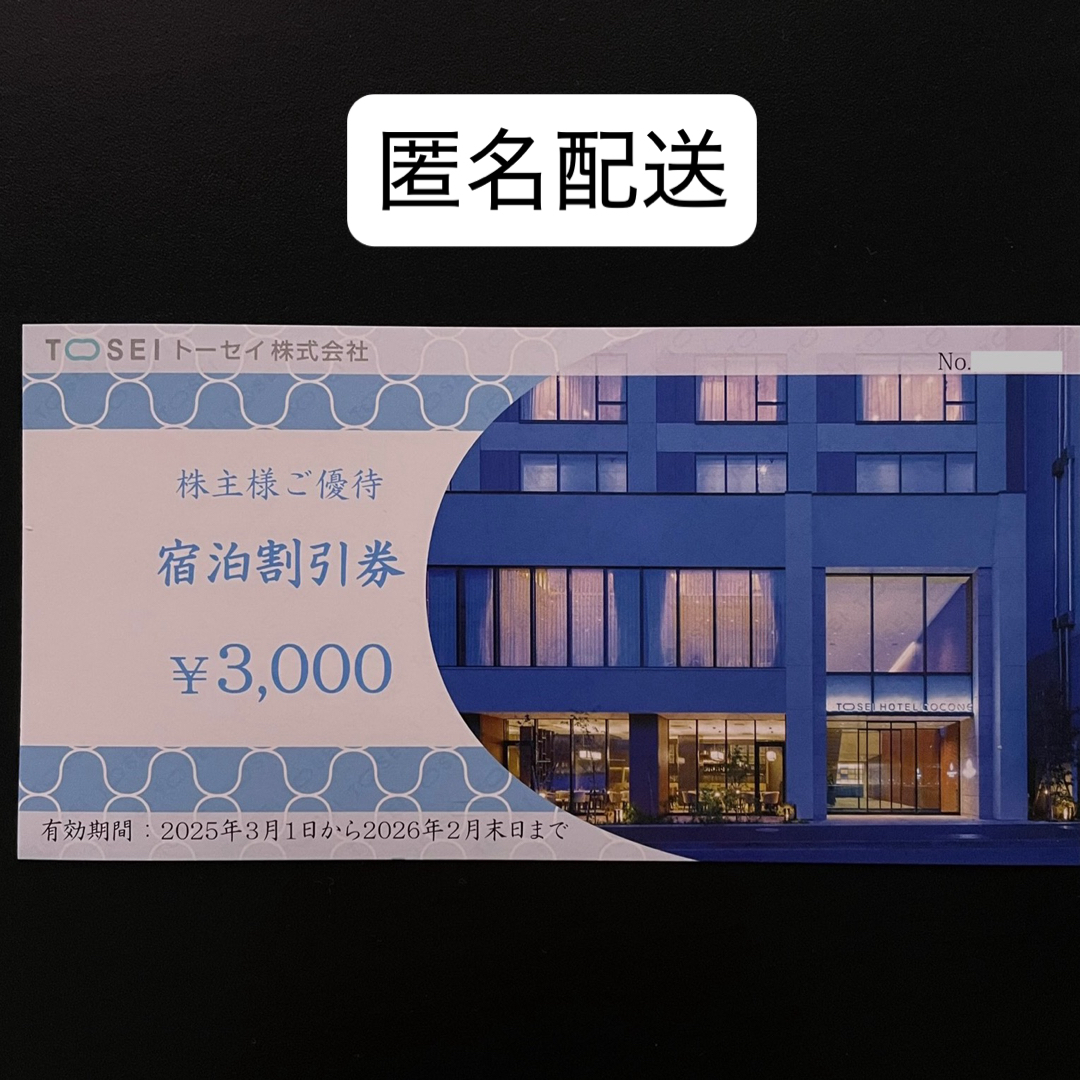 匿名配送
TOSEI トーセイ株式会社
No.
株主様ご優待
宿泊割引券
¥3,000
TOSEI HOTEL COCONE
有効期間：2025年3月1日から2026年2月末日まで